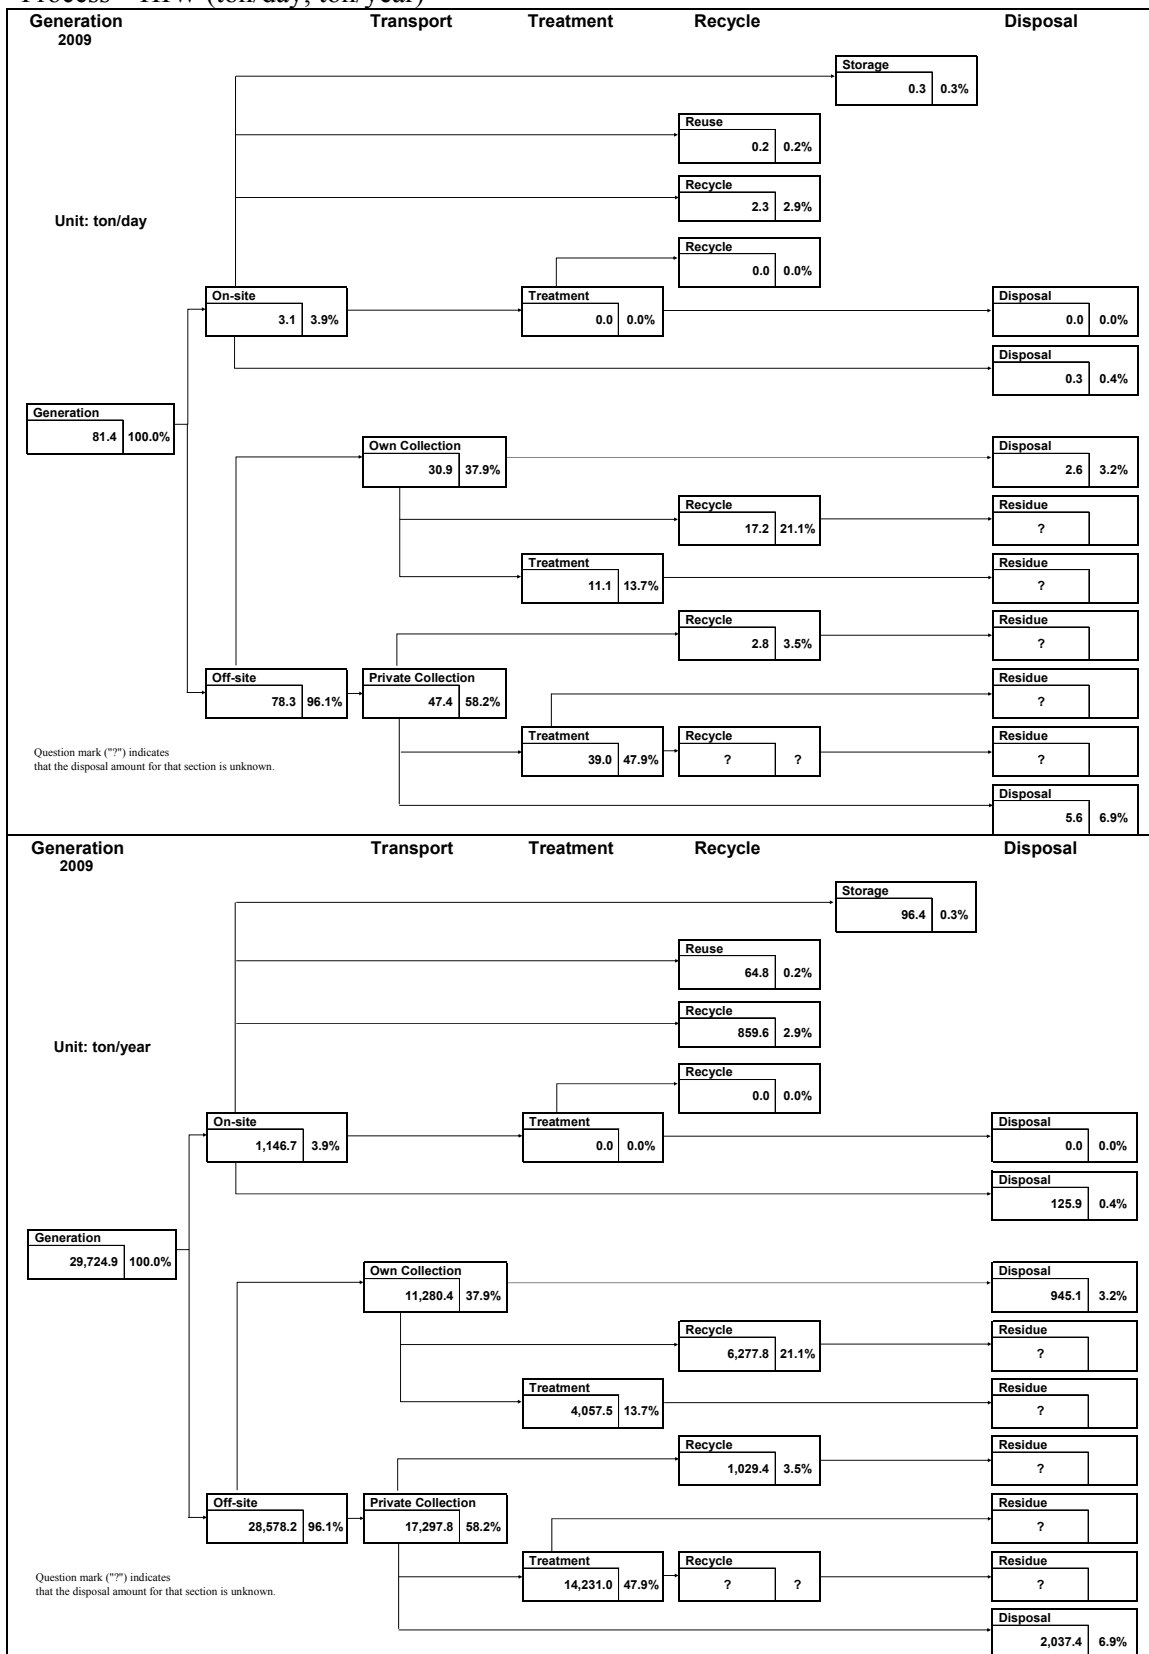 Generation Transport Treatment Recycle Disposal
2009
Storage
0.3 0.3%
Reuse
0.2 0.2%
Recycle
2.3 2.9%
Unit: ton/day
Recycle
0.0 0.0%
On-site Treatment Disposal
3.1 3.9% 0.0 0.0% 0.0 0.0%
Disposal
0.3 0.4%
Generation
81.4 100.0%
Own Collection Disposal
30.9 37.9% 2.6 3.2%
Recycle Residue
17.2 21.1% ?
Treatment Residue
11.1 13.7% ?
Recycle Residue
2.8 3.5% ?
Off-site Private Collection Residue
78.3 96.1% 47.4 58.2% ?
Treatment Recycle Residue
39.0 47.9% ? ? ?
Question mark ("?") indicates
that the disposal amount for that section is unknown.
Disposal
5.6 6.9%
Generation Transport Treatment Recycle Disposal
2009
Storage
96.4 0.3%
Reuse
64.8 0.2%
Recycle
859.6 2.9%
Unit: ton/year
Recycle
0.0 0.0%
On-site Treatment Disposal
1,146.7 3.9% 0.0 0.0% 0.0 0.0%
Disposal
125.9 0.4%
Generation
29,724.9 100.0%
Own Collection Disposal
11,280.4 37.9% 945.1 3.2%
Recycle Residue
6,277.8 21.1% ?
Treatment Residue
4,057.5 13.7% ?
Recycle Residue
1,029.4 3.5% ?
Off-site Private Collection Residue
28,578.2 96.1% 17,297.8 58.2% ?
Treatment Recycle Residue
14,231.0 47.9% ? ? ?
Question mark ("?") indicates
that the disposal amount for that section is unknown.
Disposal
2,037.4 6.9%